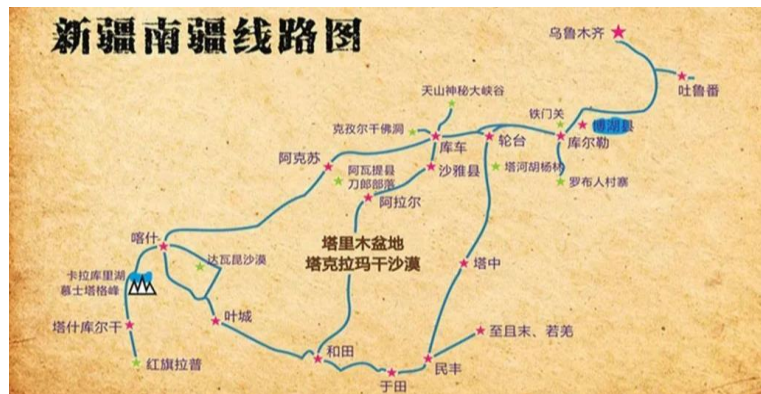 新疆南疆线路图
乌鲁木齐
吐鲁番
天山神秘大峡谷
铁门关
博湖县
克孜尔千佛洞
库车
轮台
库尔勒
阿克苏
阿瓦提县
刀郎部落
沙雅县
塔河胡杨林
罗布人村寨
阿拉尔
喀什
塔里木盆地
塔克拉玛干沙漠
达瓦昆沙漠
塔中
卡拉库里湖
慕士塔格峰
叶城
塔什库尔干
至且末、若羌
和田
红旗拉普
民丰
于田